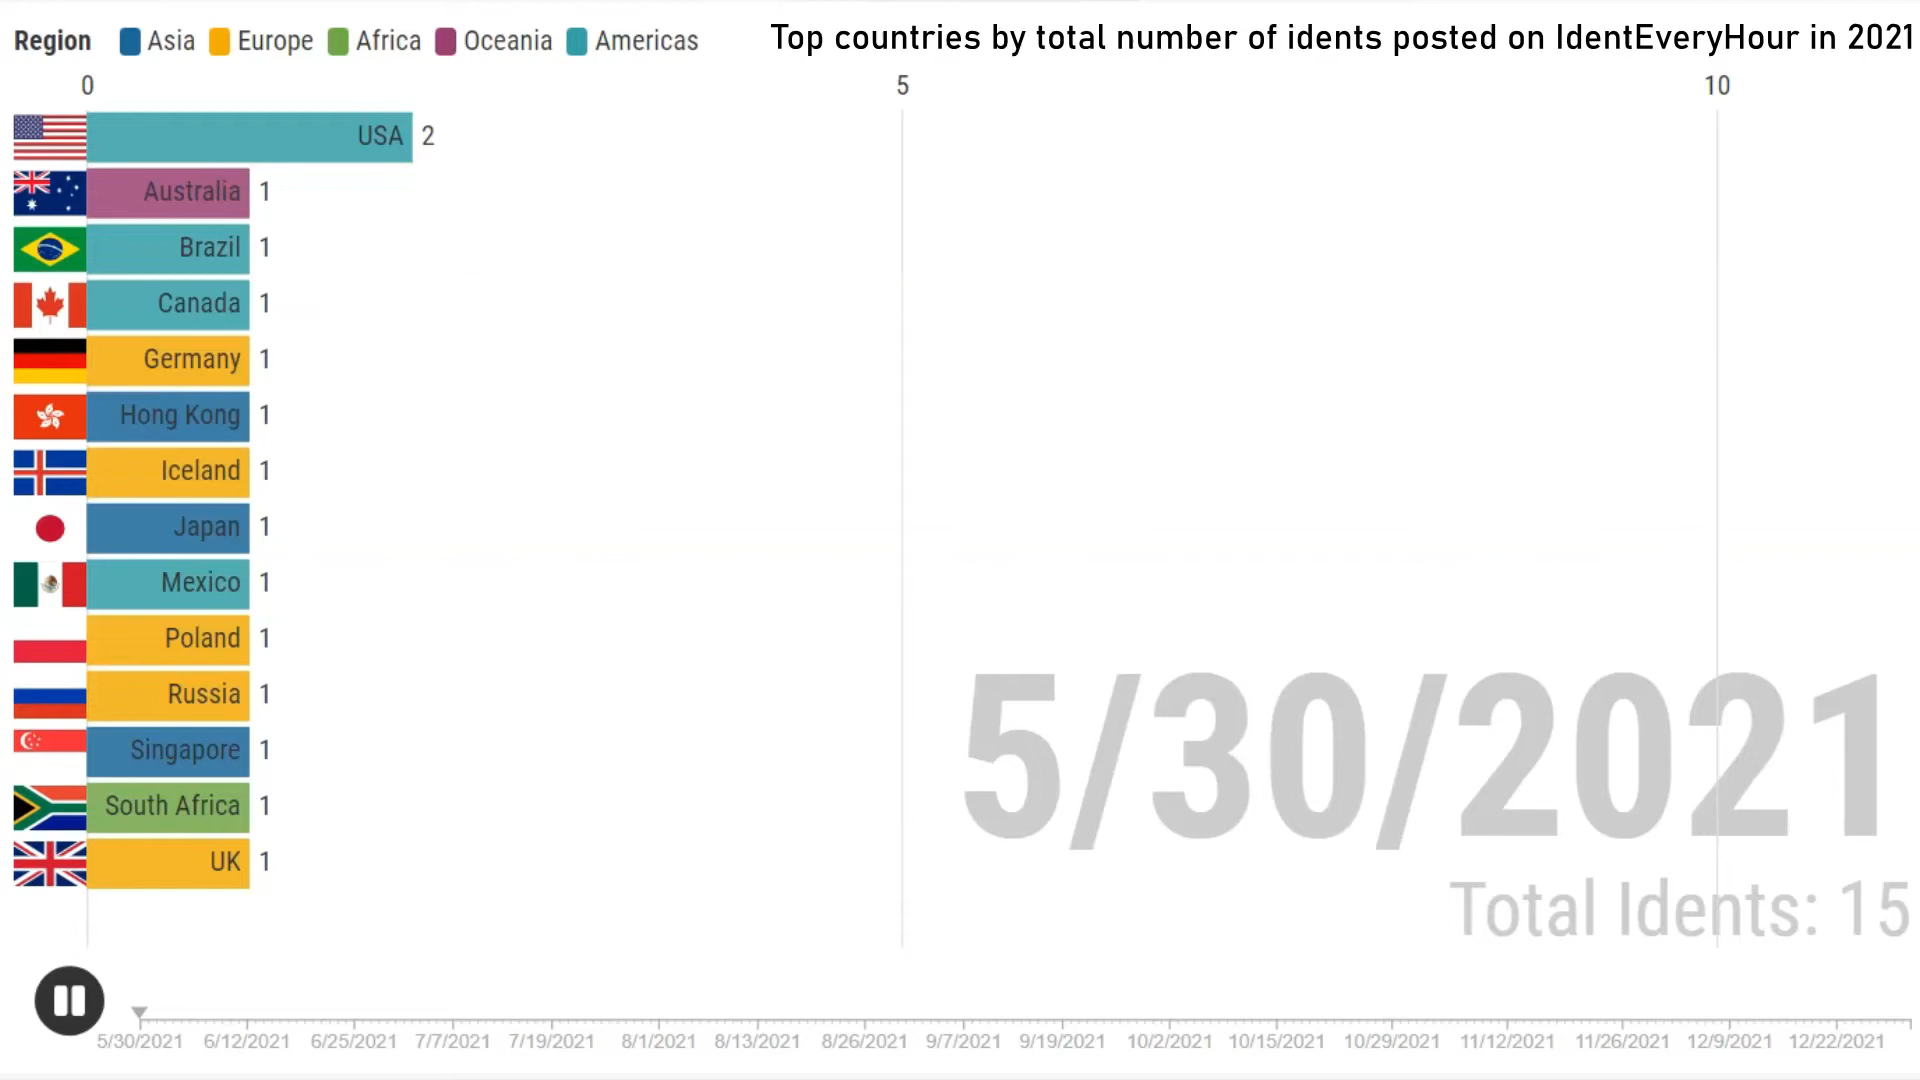 Region Asia Europe Africa Oceania Americas
Top countries by total number of idents posted on IdentEveryHour in 2021
0 5 10
USA 2
Australia 1
Brazil 1
Canada 1
Germany 1
Hong Kong 1
Iceland 1
Japan 1
Mexico 1
Poland 1
Russia 1
Singapore 1
South Africa 1
UK 1
5/30/2021
Total Idents: 15
5/30/2021 6/12/2021 6/25/2021 7/7/2021 7/19/2021 8/1/2021 8/13/2021 8/26/2021 9/7/2021 9/19/2021 10/2/2021 10/15/2021 10/29/2021 11/12/2021 11/26/2021 12/9/2021 12/22/2021